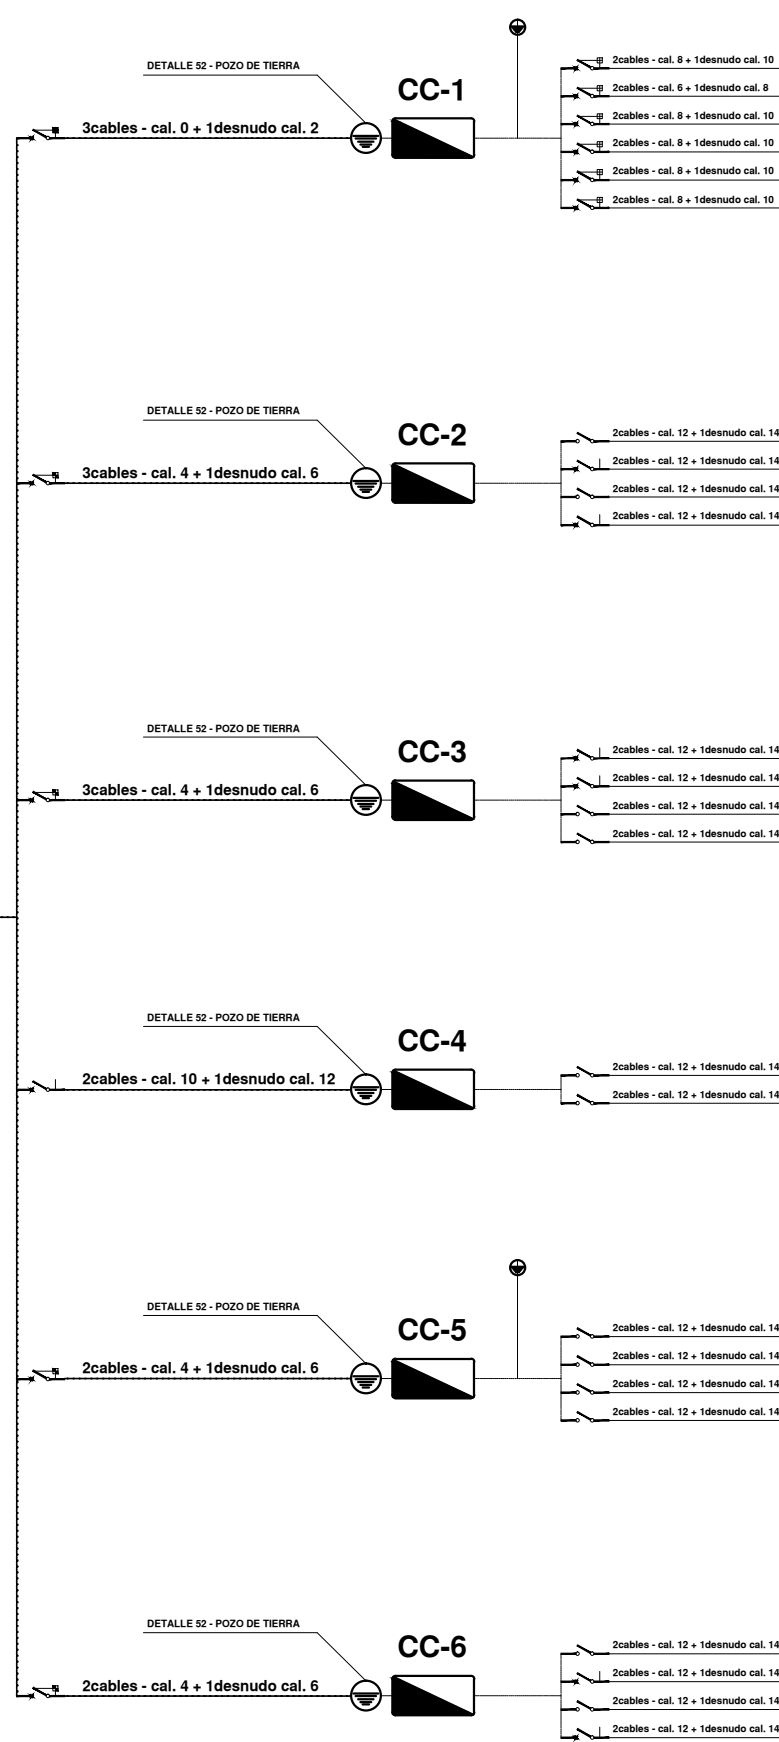 DETALLE 52 - POZO DE TIERRA
CC-1
3cables - cal. 0 + 1desnudo cal. 2
2cables - cal. 8 + 1desnudo cal. 10
2cables - cal. 6 + 1desnudo cal. 8
2cables - cal. 8 + 1desnudo cal. 10
2cables - cal. 8 + 1desnudo cal. 10
2cables - cal. 8 + 1desnudo cal. 10
2cables - cal. 8 + 1desnudo cal. 10
DETALLE 52 - POZO DE TIERRA
CC-2
3cables - cal. 4 + 1desnudo cal. 6
2cables - cal. 12 + 1desnudo cal. 14
2cables - cal. 12 + 1desnudo cal. 14
2cables - cal. 12 + 1desnudo cal. 14
2cables - cal. 12 + 1desnudo cal. 14
DETALLE 52 - POZO DE TIERRA
CC-3
3cables - cal. 4 + 1desnudo cal. 6
2cables - cal. 12 + 1desnudo cal. 14
2cables - cal. 12 + 1desnudo cal. 14
2cables - cal. 12 + 1desnudo cal. 14
2cables - cal. 12 + 1desnudo cal. 14
DETALLE 52 - POZO DE TIERRA
CC-4
2cables - cal. 10 + 1desnudo cal. 12
2cables - cal. 12 + 1desnudo cal. 14
2cables - cal. 12 + 1desnudo cal. 14
DETALLE 52 - POZO DE TIERRA
CC-5
2cables - cal. 4 + 1desnudo cal. 6
2cables - cal. 12 + 1desnudo cal. 14
2cables - cal. 12 + 1desnudo cal. 14
2cables - cal. 12 + 1desnudo cal. 14
2cables - cal. 12 + 1desnudo cal. 14
DETALLE 52 - POZO DE TIERRA
CC-6
2cables - cal. 4 + 1desnudo cal. 6
2cables - cal. 12 + 1desnudo cal. 14
2cables - cal. 12 + 1desnudo cal. 14
2cables - cal. 12 + 1desnudo cal. 14
2cables - cal. 12 + 1desnudo cal. 14